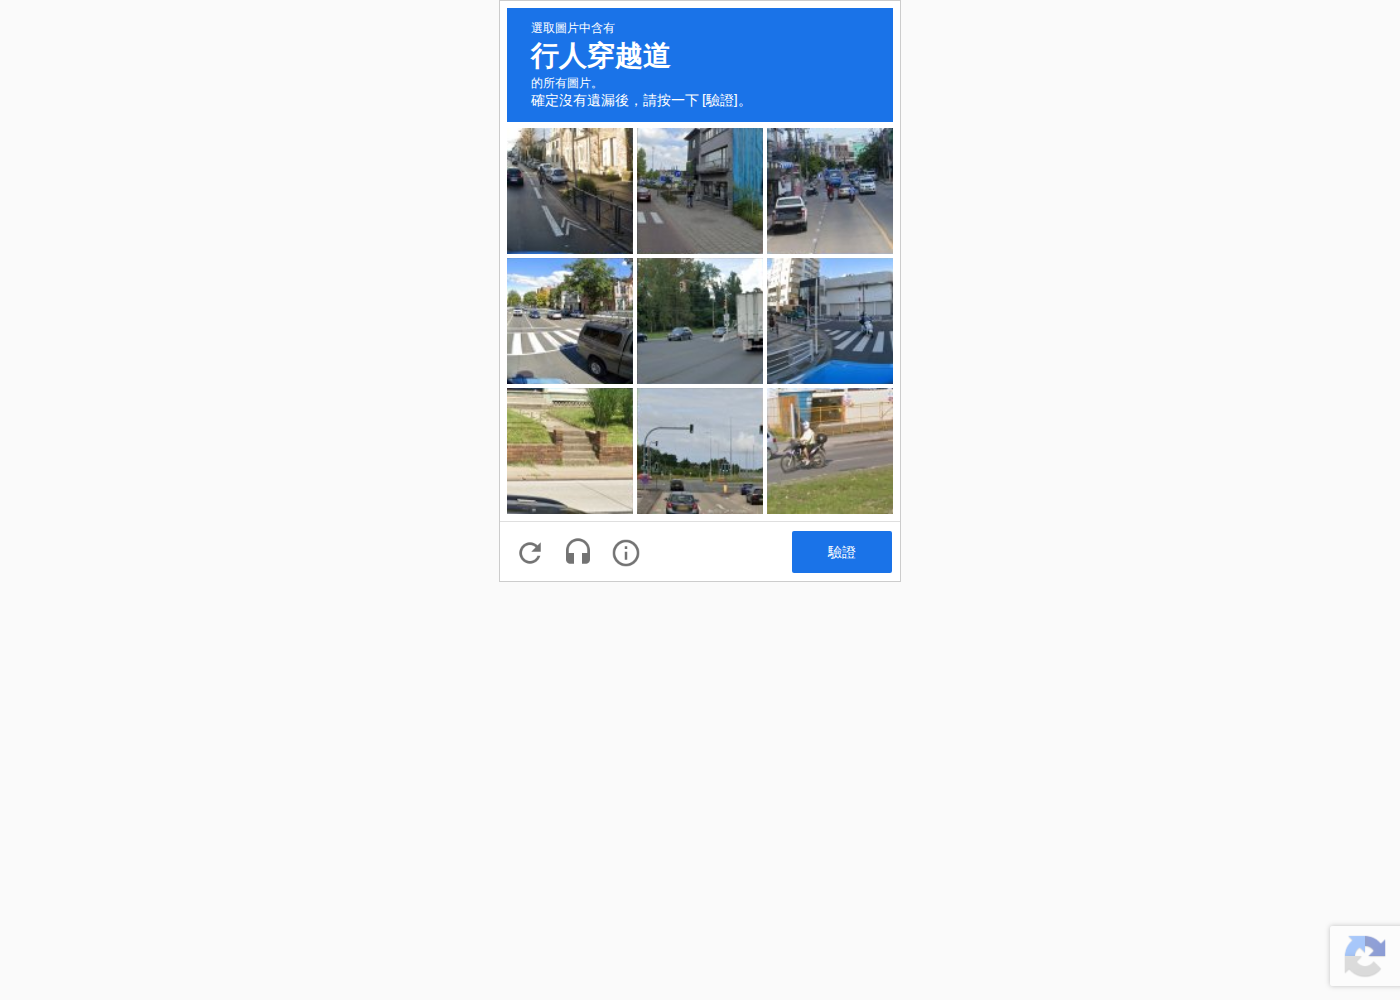 選取圖片中含有
行人穿越道
的所有圖片。
確定沒有遺漏後，請按一下 [驗證]。
驗證